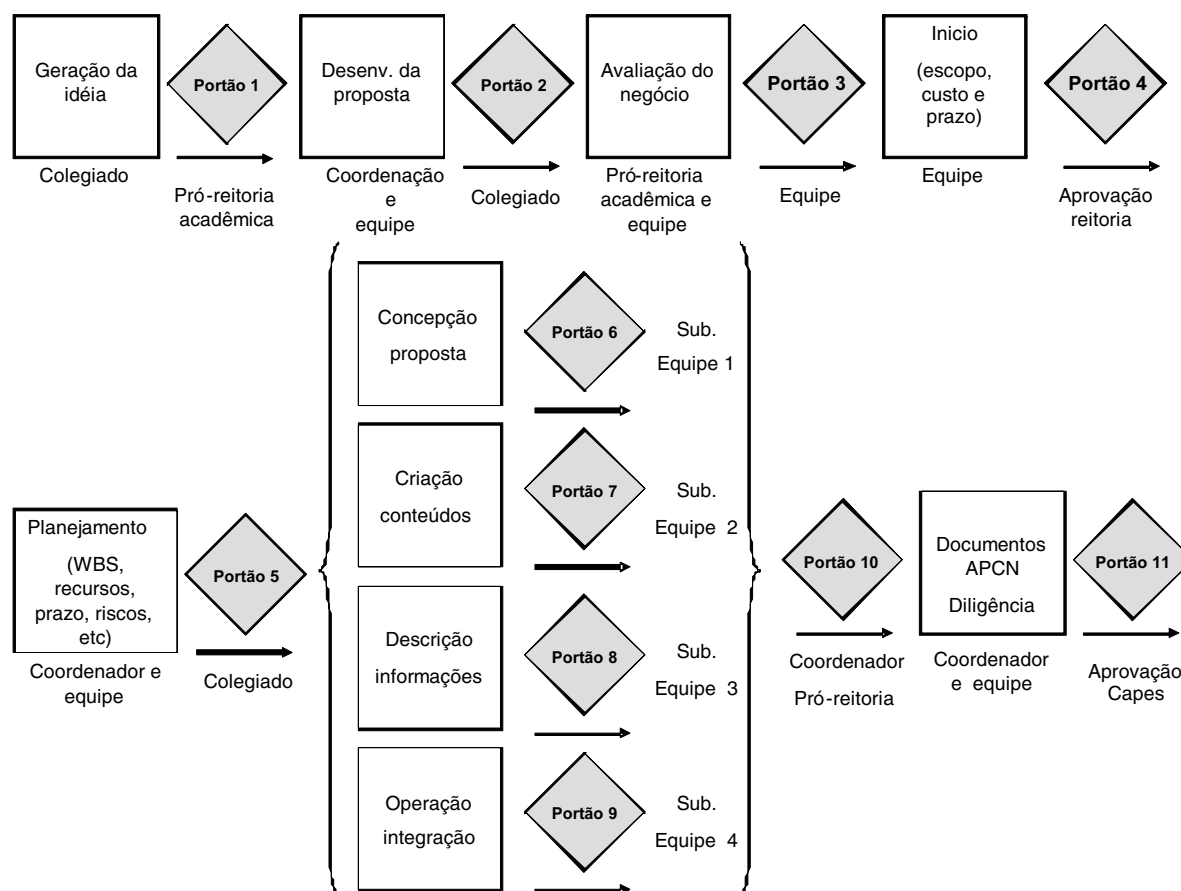 Geração da
idéia
Portão 1
Desenv. da
proposta
Portão 2
Avaliação do
negócio
Portão 3
Inicio
(escopo,
custo e
prazo)
Portão 4
Colegiado
Pró-reitoria
acadêmica
Coordenação
e
equipe
Colegiado
Pró-reitoria
acadêmica e
equipe
Equipe
Equipe
Aprovação
reitoria
Planejamento
(WBS,
recursos,
prazo, riscos,
etc)
Coordenador e
equipe
Portão 5
Colegiado
Concepção
proposta
Portão 6
Sub.
Equipe 1
Criação
conteúdos
Portão 7
Sub.
Equipe 2
Descrição
informações
Portão 8
Sub.
Equipe 3
Operação
integração
Portão 9
Sub.
Equipe 4
Portão 10
Coordenador
Pró-reitoria
Documentos
APCN
Diligência
Coordenador
e equipe
Portão 11
Aprovação
Capes